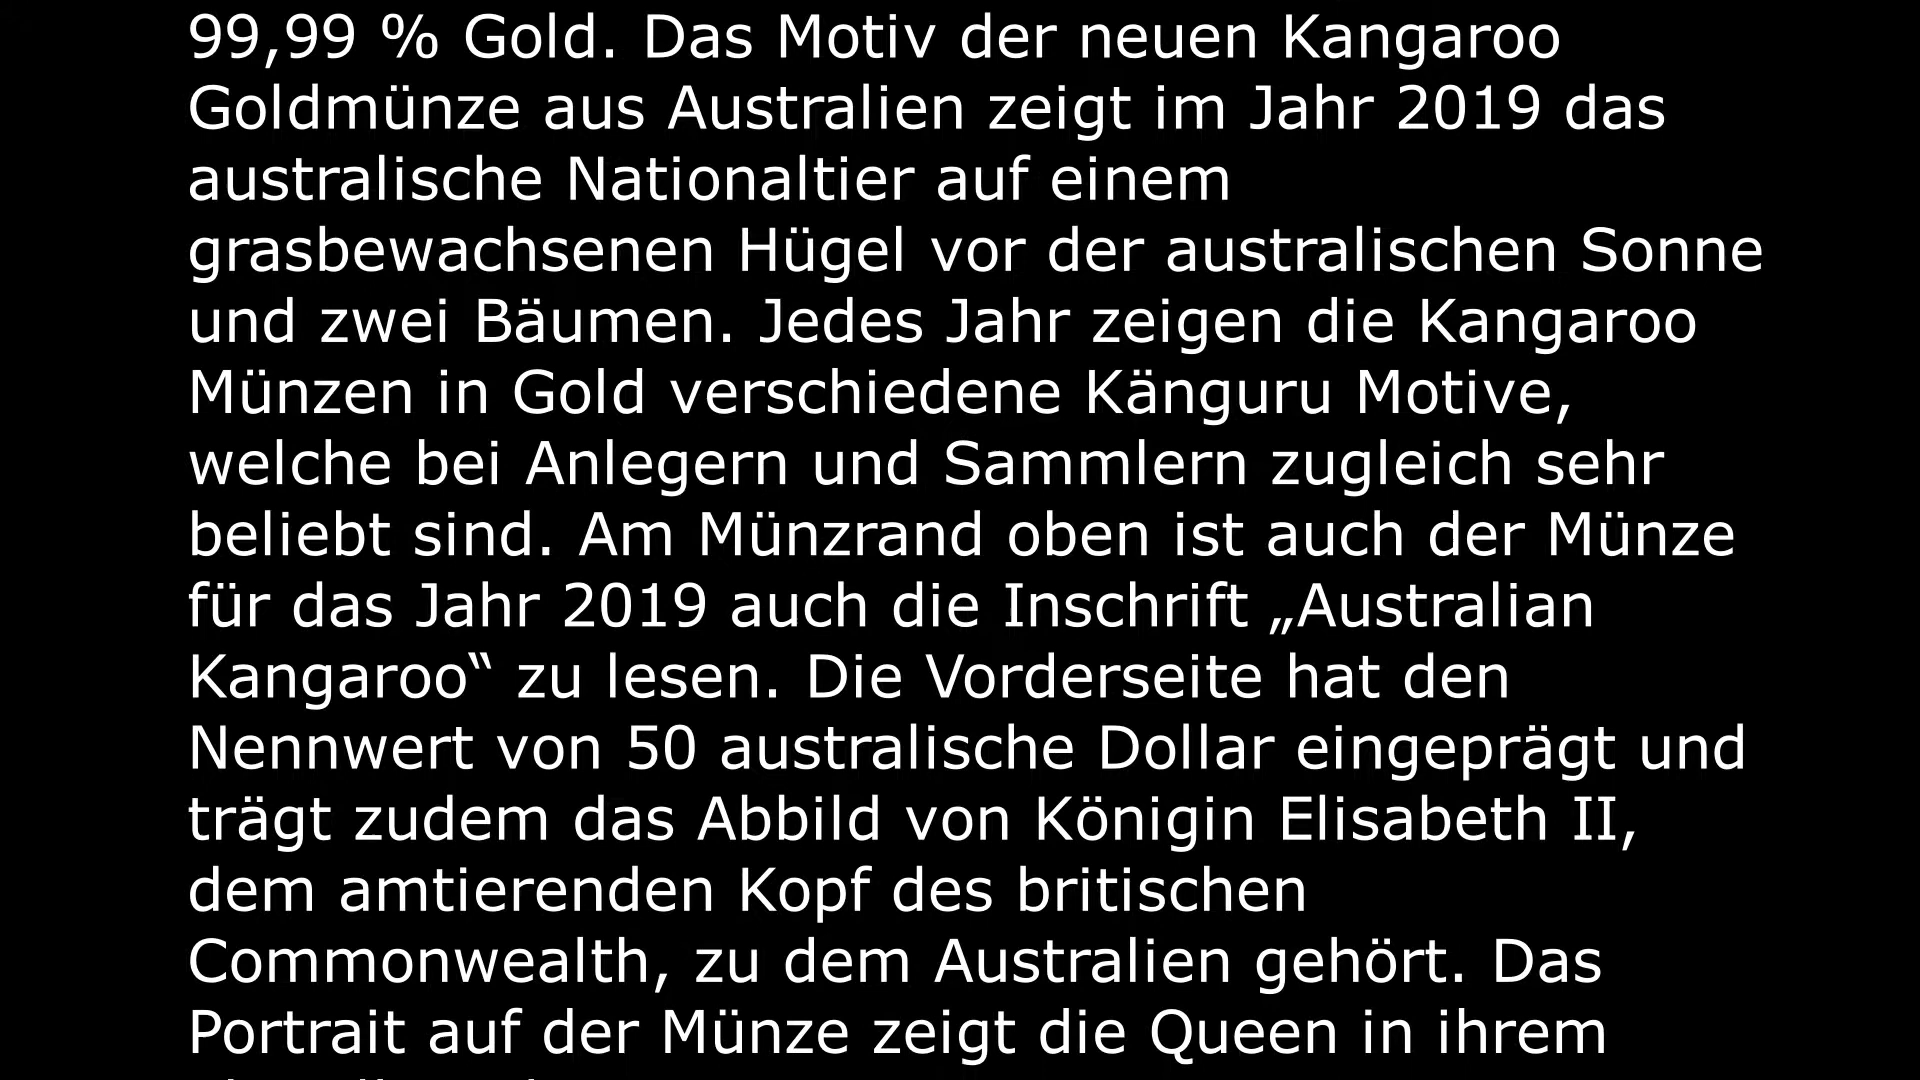 99,99 % Gold. Das Motiv der neuen Kangaroo
Goldmünze aus Australien zeigt im Jahr 2019 das
australische Nationaltier auf einem
grasbewachsenen Hügel vor der australischen Sonne
und zwei Bäumen. Jedes Jahr zeigen die Kangaroo
Münzen in Gold verschiedene Känguru Motive,
welche bei Anlegern und Sammlern zugleich sehr
beliebt sind. Am Münzrand oben ist auch der Münze
für das Jahr 2019 auch die Inschrift „Australian
Kangaroo“ zu lesen. Die Vorderseite hat den
Nennwert von 50 australische Dollar eingeprägt und
trägt zudem das Abbild von Königin Elisabeth II,
dem amtierenden Kopf des britischen
Commonwealth, zu dem Australien gehört. Das
Portrait auf der Münze zeigt die Queen in ihrem